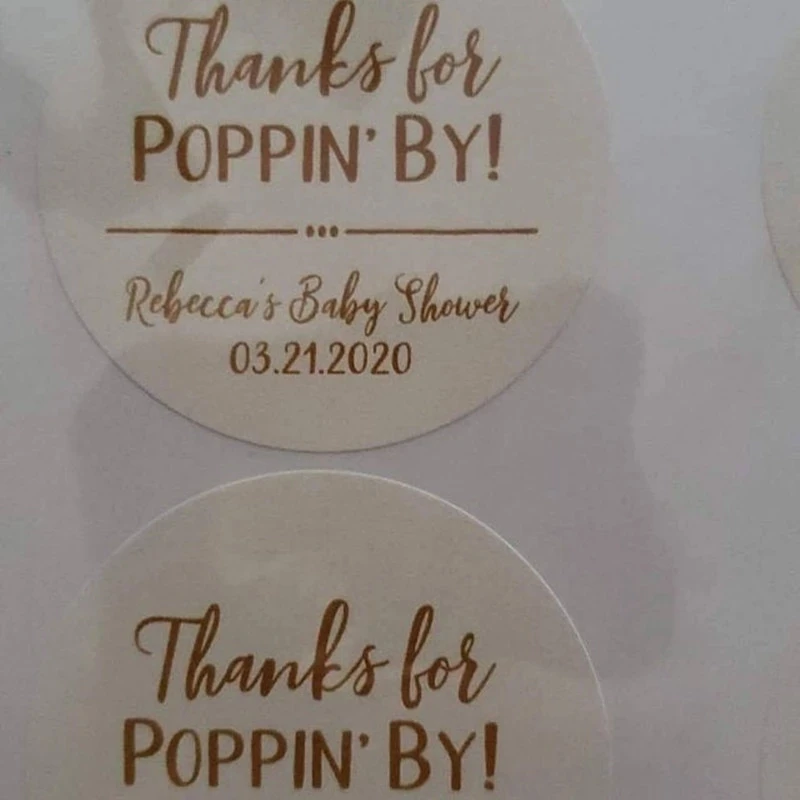 Thanks for
POPPIN' BY!
Rebecca's Baby Shower
03.21.2020
Thanks for
POPPIN' BY!